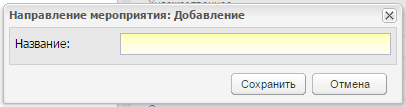 Направление мероприятия: Добавление
Название:
Сохранить Отмена